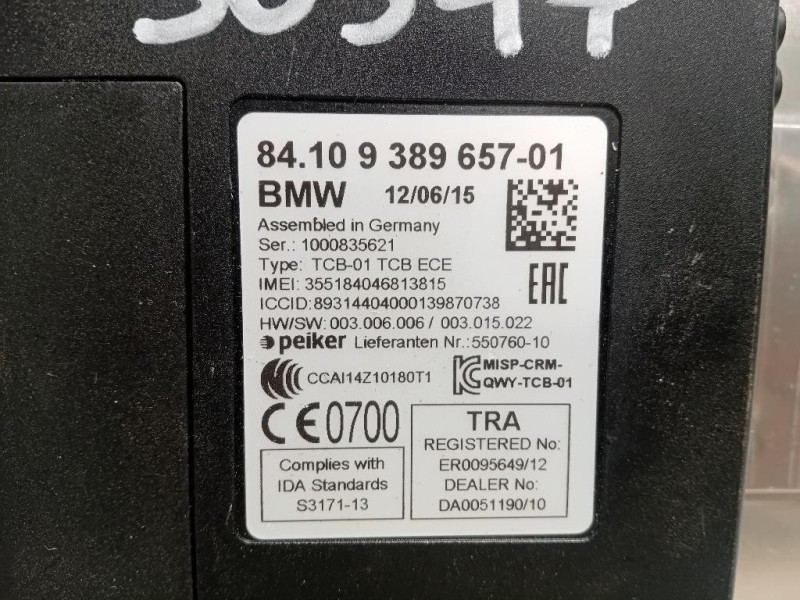 84.10 9 389 657-01
BMW 12/06/15
Assembled in Germany
Ser.: 1000835621
Type: TCB-01 TCB ECE
IMEI: 355184046813815
ICCID:89314404000139870738
HW/SW: 003.006.006 / 003.015.022
peiker Lieferanten Nr.:550760-10
CCAI14Z10180T1
MISP-CRM-
QWY-TCB-01
EAC
CE0700
Complies with
IDA Standards
S3171-13
TRA
REGISTERED No:
ER0095649/12
DEALER No:
DA0051190/10